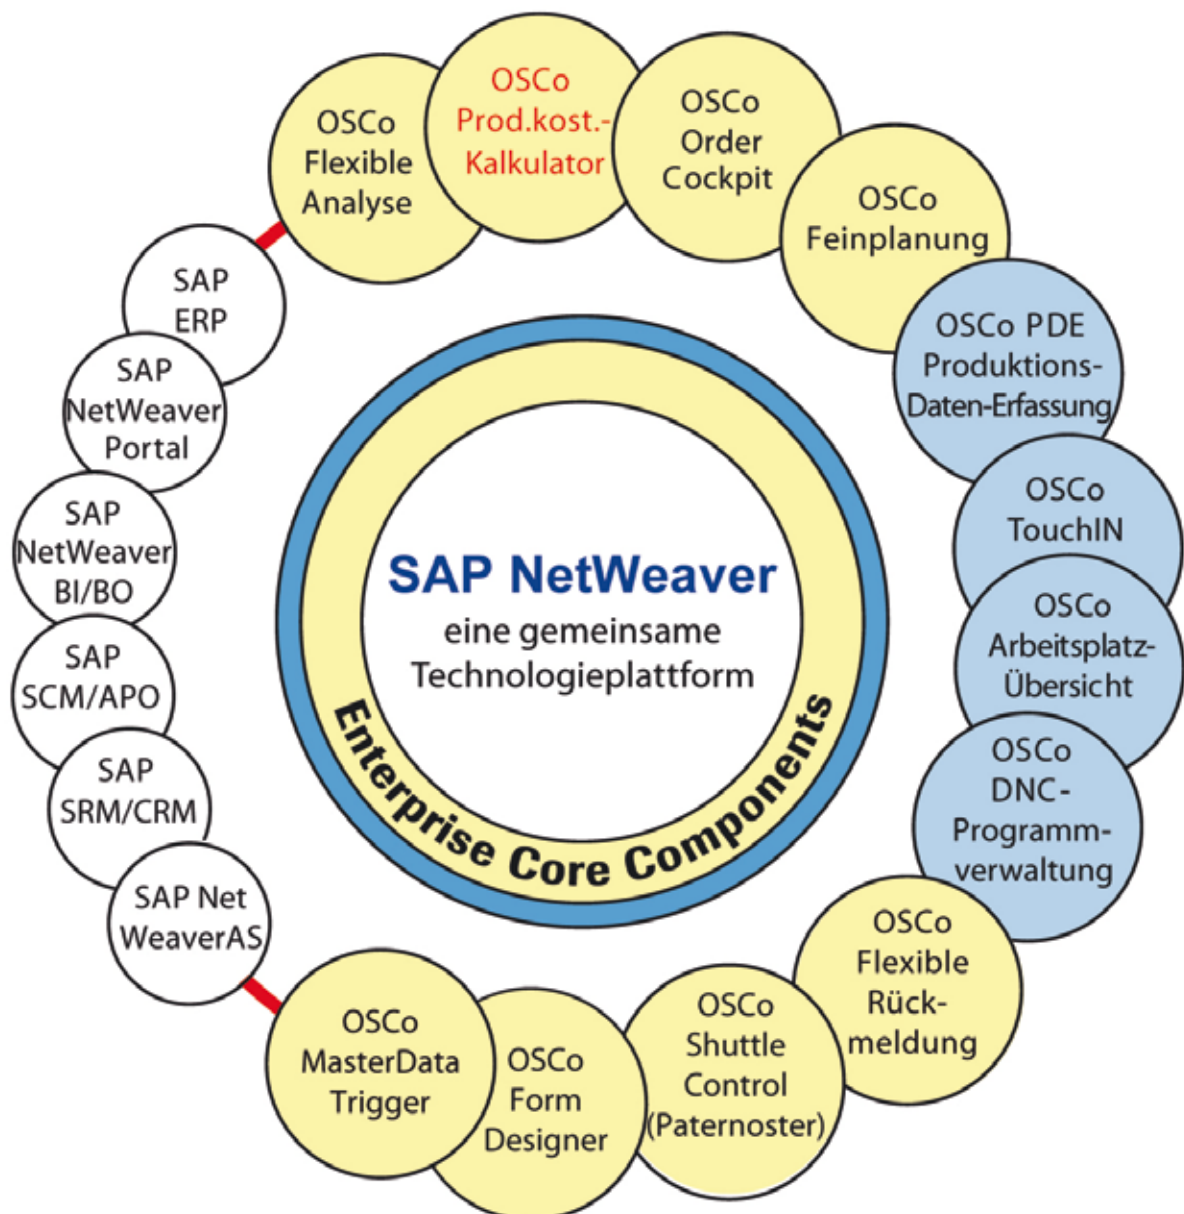 OSCo
Flexible
Analyse
OSCo
Prod.kost.-
Kalkulator
OSCo
Order
Cockpit
OSCo
Feinplanung
OSCo PDE
Produktions-
Daten-Erfassung
OSCo
TouchIN
OSCo
Arbeitsplatz-
Übersicht
OSCo
DNC-
Programm-
verwaltung
OSCo
Flexible
Rück-
meldung
OSCo
Shuttle
Control
(Paternoster)
OSCo
Form
Designer
OSCo
MasterData
Trigger
SAP Net
WeaverAS
SAP
SRM/CRM
SAP
SCM/APO
SAP
NetWeaver
BI/BO
SAP
NetWeaver
Portal
SAP
ERP
SAP NetWeaver
eine gemeinsame
Technologieplattform
Enterprise Core Components